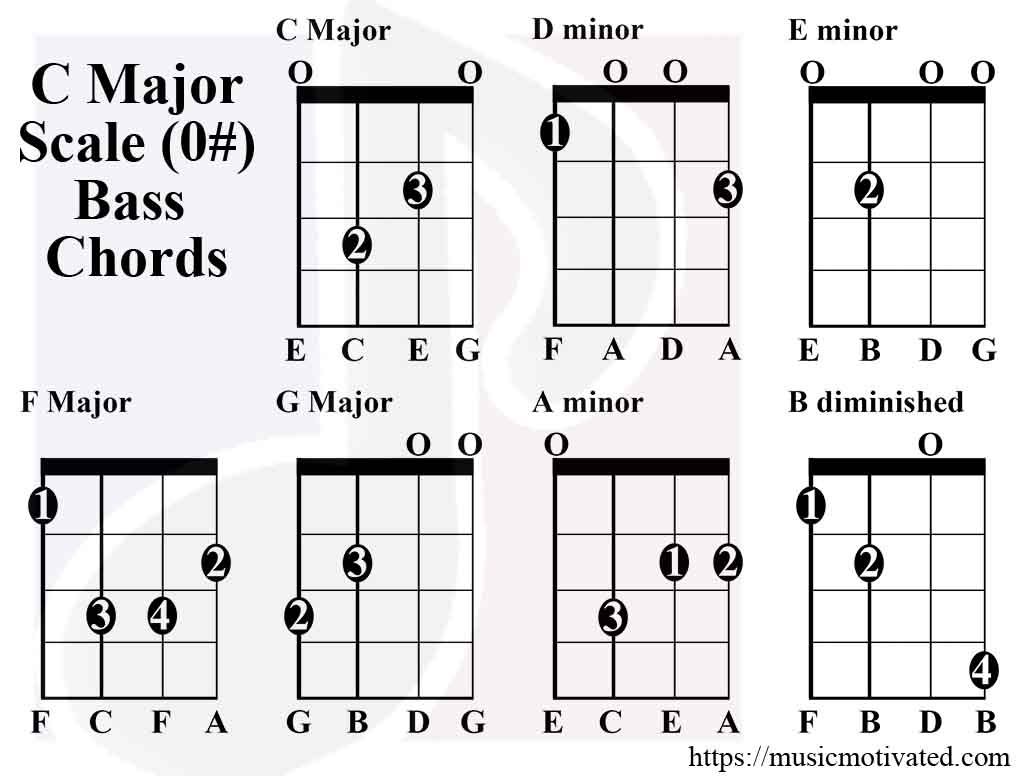 C Major
Scale (0#)
Bass
Chords
C Major
O O
3
2
E C E G
D minor
O O
1
3
F A D A
E minor
O O O
2
E B D G
F Major
1
2
3 4
F C F A
G Major
O O
3
2
G B D G
A minor
O
1 2
3
E C E A
B diminished
O
1
2
4
F B D B
https://musicmotivated.com